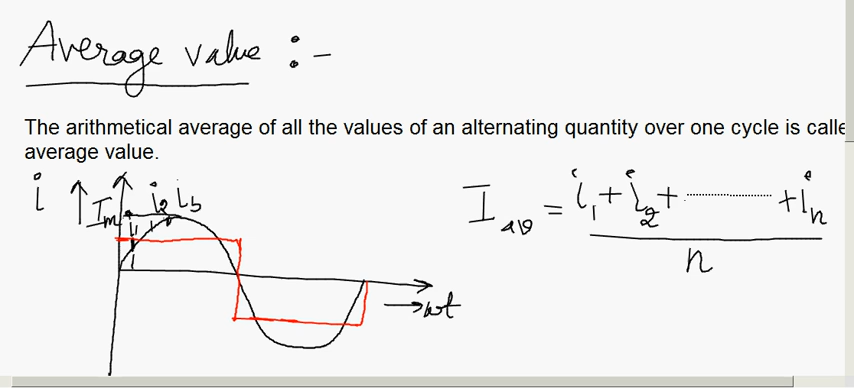 Average value :-
The arithmetical average of all the values of an alternating quantity over one cycle is calle
average value.
i ↑ Im i1 i2 i3
→ωt
Iav = i1 + i2 + ............ + in
n